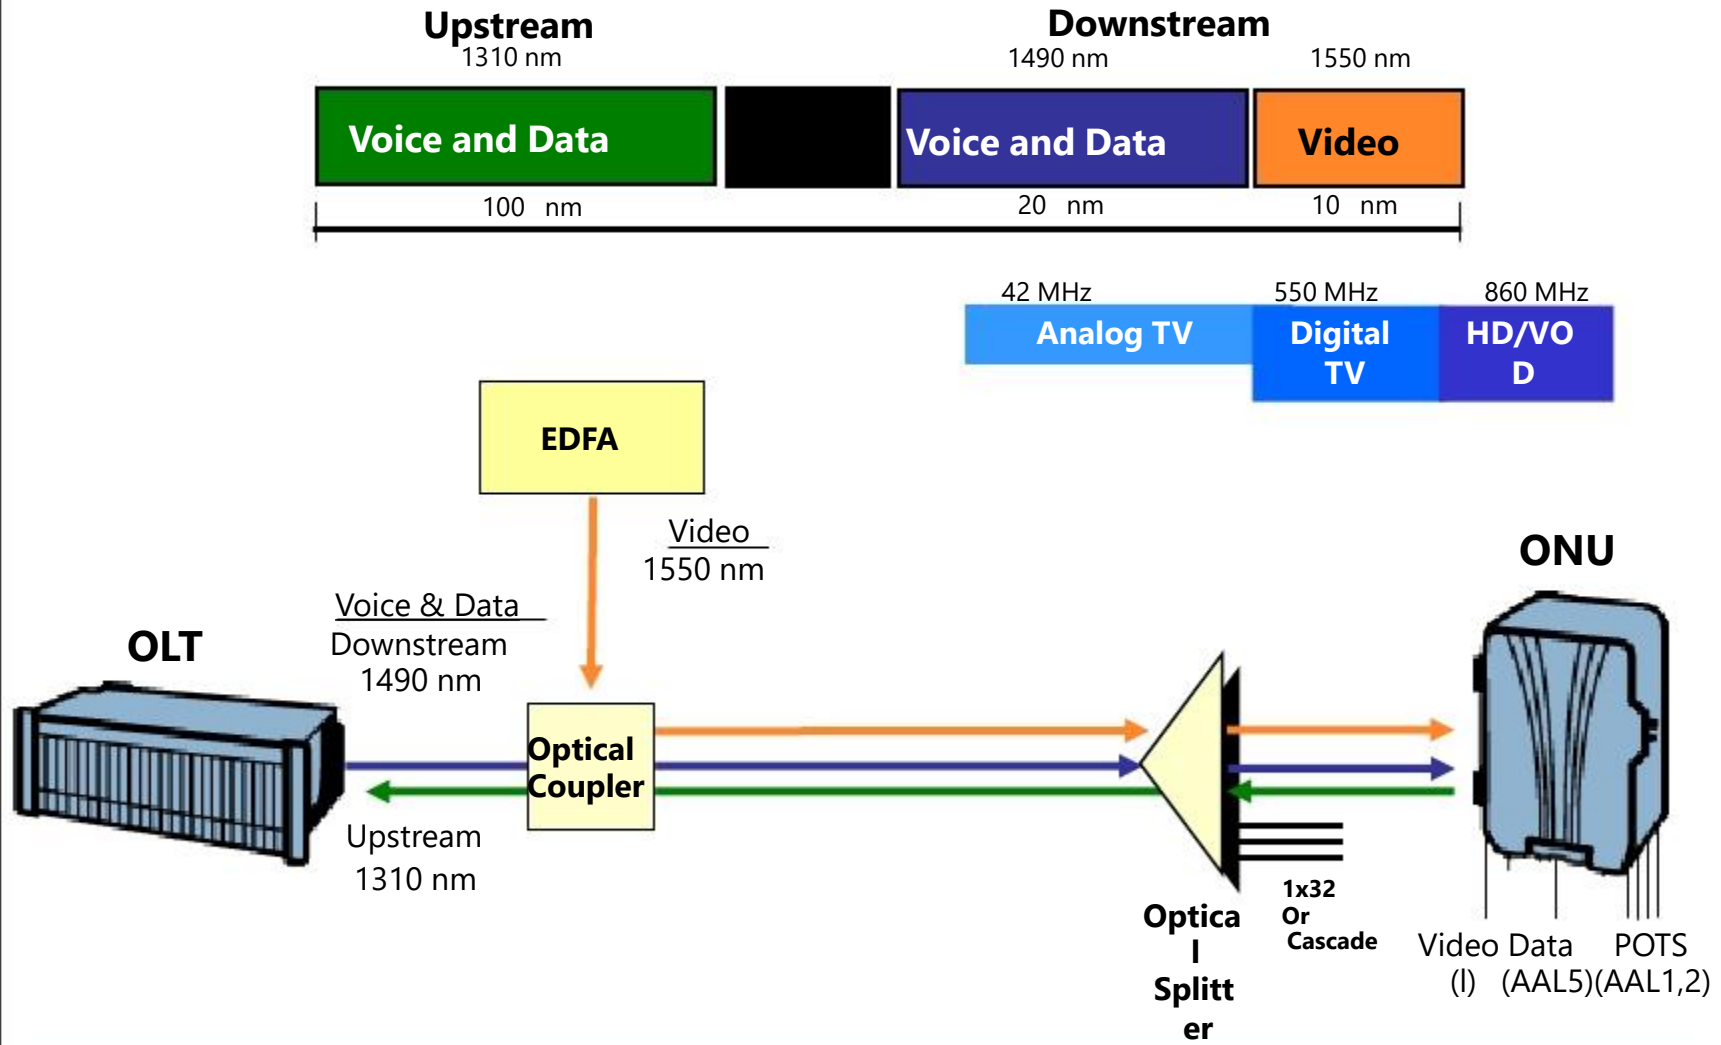 Upstream
1310 nm
Downstream
1490 nm
1550 nm
Voice and Data
Voice and Data
Video
100 nm
20 nm
10 nm
42 MHz
550 MHz
860 MHz
Analog TV
Digital
TV
HD/VO
D
EDFA
Video
1550 nm
Voice & Data
Downstream
1490 nm
OLT
ONU
Optical
Coupler
Upstream
1310 nm
1x32
Or
Cascade
Optica
l
Splitt
er
Video Data POTS
(l) (AAL5)(AAL1,2)